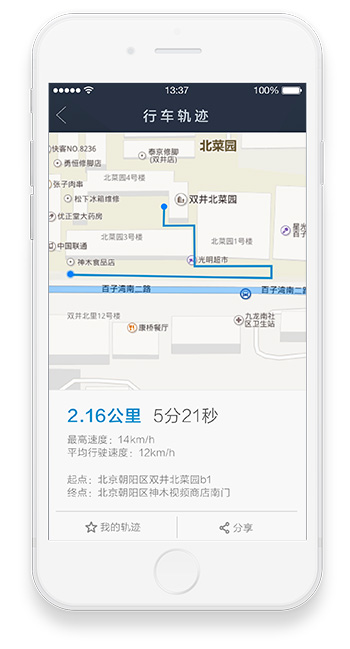 13:37
100%
行车轨迹
快客NO.8236
泰京修脚
(双井店)
北菜园
勇恒修脚店
张子肉串
北菜园4号楼
松下冰箱维修
双井北菜园
优正堂大药房
星光
百子
北菜园3号楼
北菜园1号楼
中国联通
神木食品店
光明超市
百子湾南二路
百子湾南二路
双井北里12号楼
康桥餐厅
九龙南社
区卫生站
2.16公里 5分21秒
最高速度：14km/h
平均行驶速度：12km/h
起点：北京朝阳区双井北菜园b1
终点：北京朝阳区神木视频商店南门
我的轨迹
分享